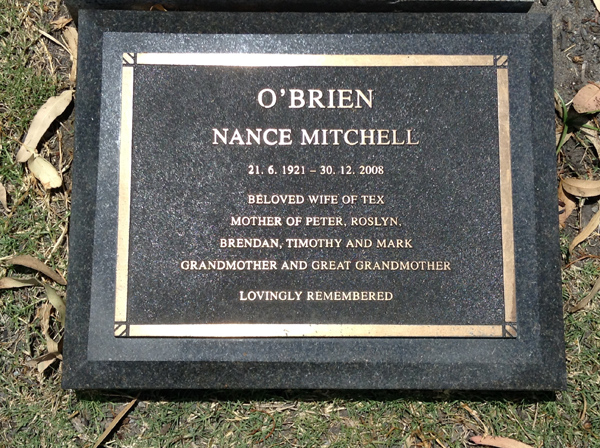 O'BRIEN
NANCE MITCHELL
21. 6. 1921 – 30. 12. 2008
BELOVED WIFE OF TEX
MOTHER OF PETER, ROSLYN,
BRENDAN, TIMOTHY AND MARK
GRANDMOTHER AND GREAT GRANDMOTHER
LOVINGLY REMEMBERED